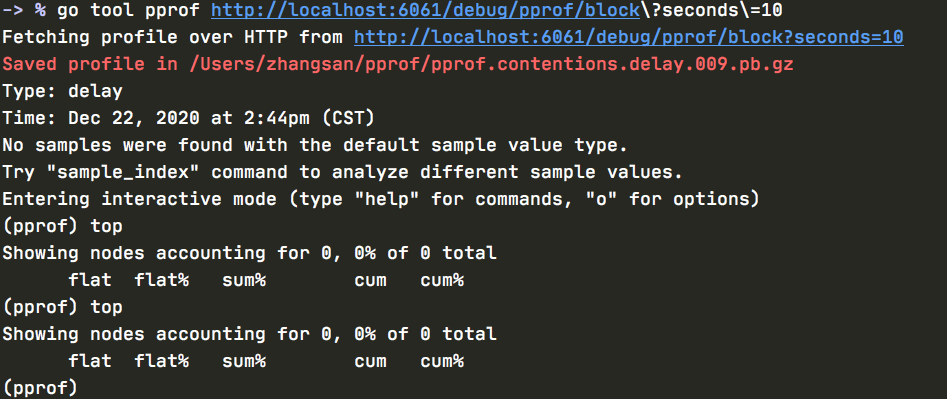 -> % go tool pprof http://localhost:6061/debug/pprof/block\?seconds\=10
Fetching profile over HTTP from http://localhost:6061/debug/pprof/block?seconds=10
Saved profile in /Users/zhangsan/pprof/pprof.contentions.delay.009.pb.gz
Type: delay
Time: Dec 22, 2020 at 2:44pm (CST)
No samples were found with the default sample value type.
Try "sample_index" command to analyze different sample values.
Entering interactive mode (type "help" for commands, "o" for options)
(pprof) top
Showing nodes accounting for 0, 0% of 0 total
      flat  flat%   sum%        cum   cum%
(pprof) top
Showing nodes accounting for 0, 0% of 0 total
      flat  flat%   sum%        cum   cum%
(pprof)